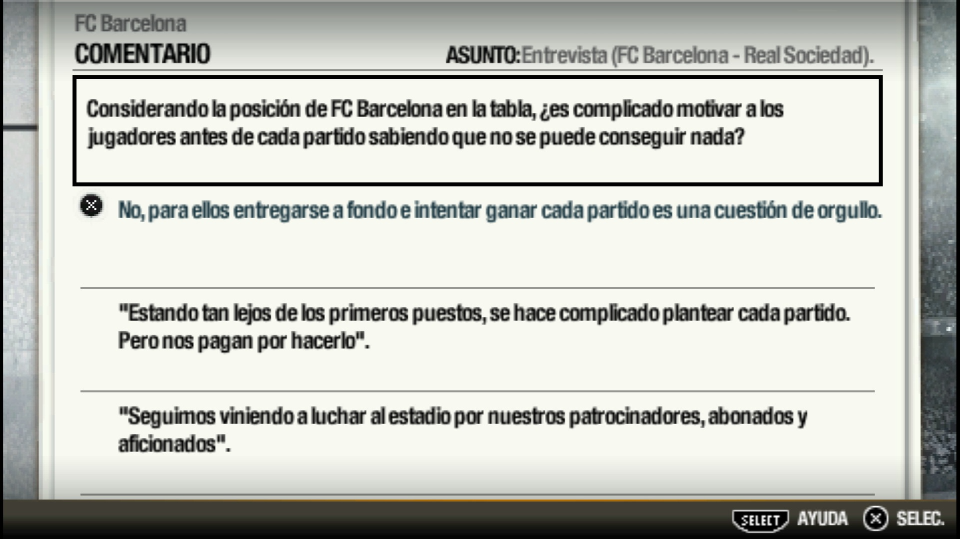 FC Barcelona
COMENTARIO
ASUNTO: Entrevista (FC Barcelona - Real Sociedad).
Considerando la posición de FC Barcelona en la tabla, ¿es complicado motivar a los
jugadores antes de cada partido sabiendo que no se puede conseguir nada?
No, para ellos entregarse a fondo e intentar ganar cada partido es una cuestión de orgullo.
"Estando tan lejos de los primeros puestos, se hace complicado plantear cada partido.
Pero nos pagan por hacerlo".
"Seguimos viniendo a luchar al estadio por nuestros patrocinadores, abonados y
aficionados".
SELECT AYUDA SELEC.